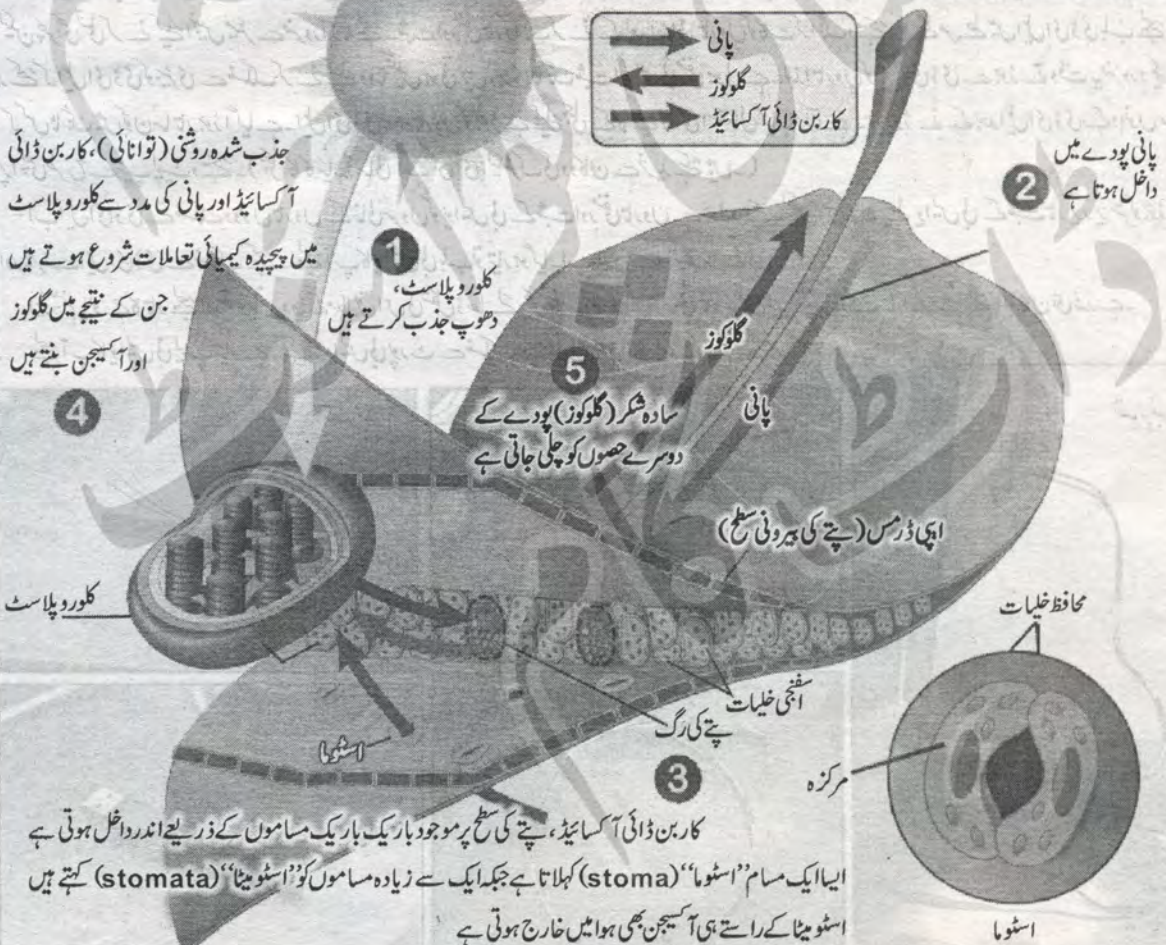 پانی
گلوکوز
کاربن ڈائی آکسائیڈ
1
کلوروپلاسٹ،
دھوپ جذب کرتے ہیں
2
پانی پودے میں
داخل ہوتا ہے
3
کاربن ڈائی آکسائیڈ، پتے کی سطح پر موجود باریک باریک مساموں کے ذریعے اندر داخل ہوتی ہے
ایسا ایک مسام ”اسٹوما“ (stoma) کہلاتا ہے جبکہ ایک سے زیادہ مساموں کو ”اسٹومیٹا“ (stomata) کہتے ہیں
اسٹومیٹا کے راستے ہی آکسیجن بھی ہوا میں خارج ہوتی ہے
جذب شدہ روشنی (توانائی)، کاربن ڈائی
آکسائیڈ اور پانی کی مدد سے کلوروپلاسٹ
میں پیچیدہ کیمیائی تعاملات شروع ہوتے ہیں
جن کے نتیجے میں گلوکوز
اور آکسیجن بنتے ہیں
4
5
سادہ شکر (گلوکوز) پودے کے
دوسرے حصوں کو چلی جاتی ہے
گلوکوز
پانی
ایپی ڈرمس (پتے کی بیرونی سطح)
کلوروپلاسٹ
اسفنجی خلیات
پتے کی رگ
اسٹوما
محافظ خلیات
مرکزہ
اسٹوما